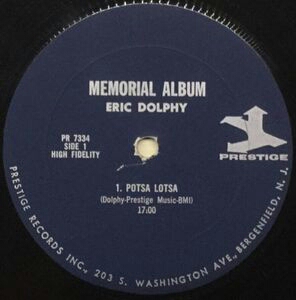 MEMORIAL ALBUM
ERIC DOLPHY
PR 7334
SIDE 1
HIGH FIDELITY
PRESTIGE
1. POTSA LOTSA
(Dolphy-Prestige Music-BMI)
17:00
PRESTIGE RECORDS INC., 203 S. WASHINGTON AVE., BERGENFIELD, N. J.